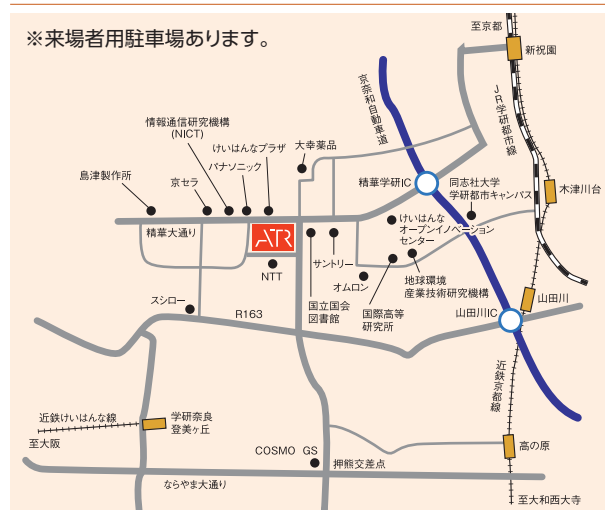 ※来場者用駐車場あります。
至京都
新祝園
JR学研都市線
京奈和自動車道
情報通信研究機構
(NICT)
けいはんなプラザ
大幸薬品
パナソニック
島津製作所
京セラ
精華学研IC
同志社大学
学研都市キャンパス
木津川台
精華大通り
ATR
NTT
サントリー
けいはんな
オープンイノベーション
センター
オムロン
国立国会
図書館
国際高等
研究所
地球環境
産業技術研究機構
スシロー
R163
山田川
山田川IC
近鉄京都線
近鉄けいはんな線
至大阪
学研奈良
登美ヶ丘
COSMO GS
押熊交差点
高の原
ならやま大通り
至大和西大寺